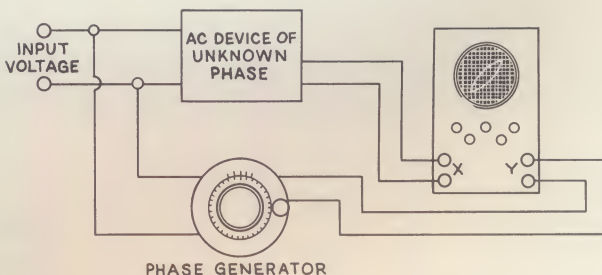 INPUT
VOLTAGE
AC DEVICE OF
UNKNOWN
PHASE
X
Y
PHASE GENERATOR